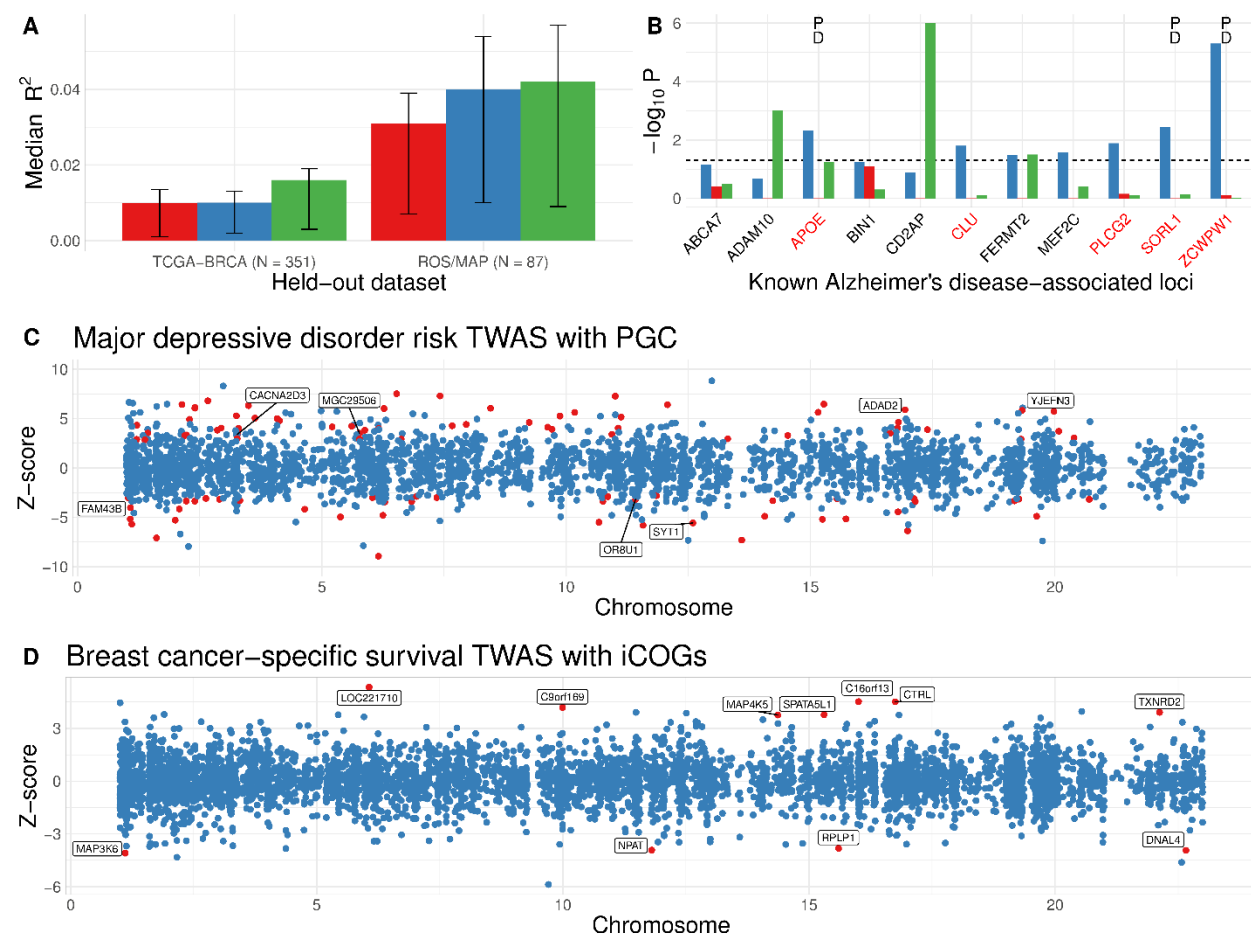 A
Median R2
0.04
0.02
0.00
TCGA−BRCA (N = 351)
ROS/MAP (N = 87)
Held−out dataset
B
−log10 P
6
4
2
0
P
D
P
D
P
D
ABCA7
ADAM10
APOE
BIN1
CD2AP
CLU
FERMT2
MEF2C
PLCG2
SORL1
ZCWPW1
Known Alzheimer's disease−associated loci
C Major depressive disorder risk TWAS with PGC
Z−score
10
5
0
−5
−10
CACNA2D3
MGC29506
ADAD2
YJEFN3
FAM43B
SYT1
OR8U1
0 5 10 15 20
Chromosome
D Breast cancer−specific survival TWAS with iCOGs
Z−score
3
0
−3
−6
LOC221710
C9orf169
MAP4K5
SPATA5L1
C16orf13
CTRL
TXNRD2
MAP3K6
NPAT
RPLP1
DNAL4
0 5 10 15 20
Chromosome